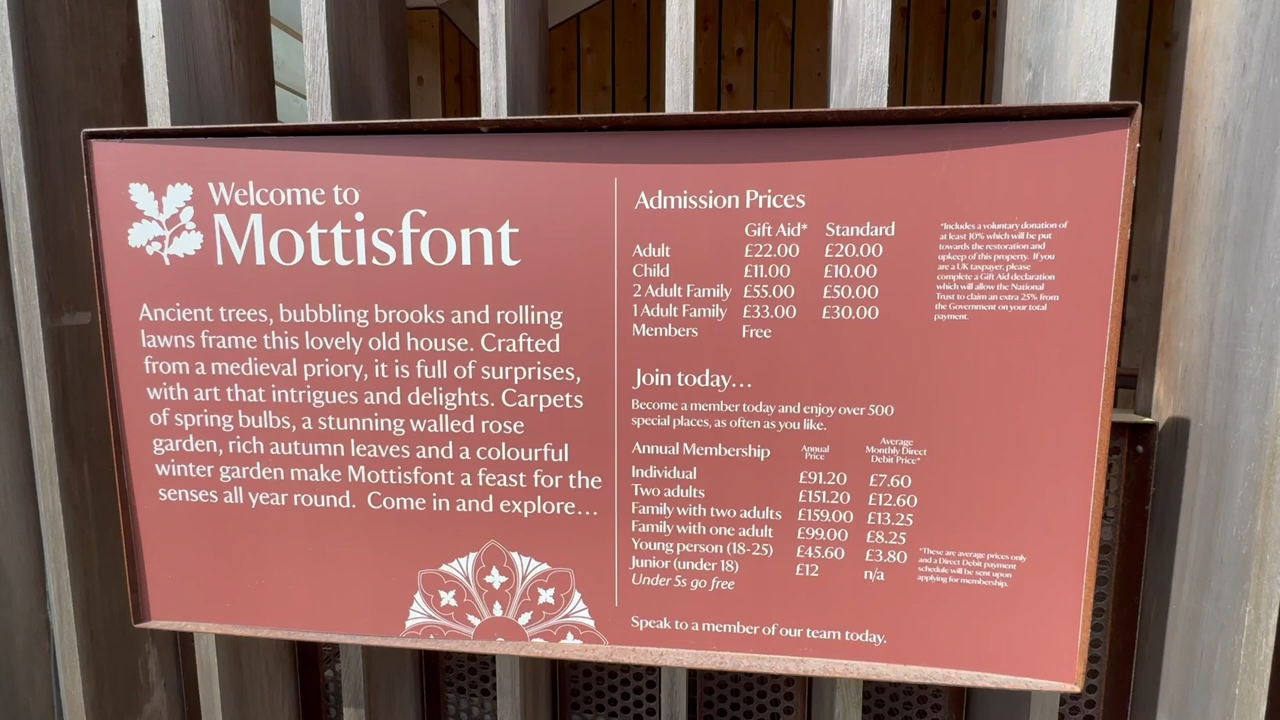 Welcome to
Mottisfont
Ancient trees, bubbling brooks and rolling
lawns frame this lovely old house. Crafted
from a medieval priory, it is full of surprises,
with art that intrigues and delights. Carpets
of spring bulbs, a stunning walled rose
garden, rich autumn leaves and a colourful
winter garden make Mottisfont a feast for the
senses all year round. Come in and explore...
Admission Prices
Gift Aid* Standard
Adult £22.00 £20.00
Child £11.00 £10.00
2 Adult Family £55.00 £50.00
1 Adult Family £33.00 £30.00
Members Free
*Includes a voluntary donation of
at least 10% which will be put
towards the restoration and
upkeep of this property. If you
are a UK taxpayer, please
complete a Gift Aid declaration
which will allow the National
Trust to claim an extra 25% from
the Government on your total
payment.
Join today...
Become a member today and enjoy over 500
special places, as often as you like.
Annual Membership Annual Price Average Monthly Direct Debit Price*
Individual £91.20 £7.60
Two adults £151.20 £12.60
Family with two adults £159.00 £13.25
Family with one adult £99.00 £8.25
Young person (18-25) £45.60 £3.80
Junior (under 18) £12 n/a
Under 5s go free
*These are average prices only
and a Direct Debit payment
schedule will be sent upon
applying for membership.
Speak to a member of our team today.